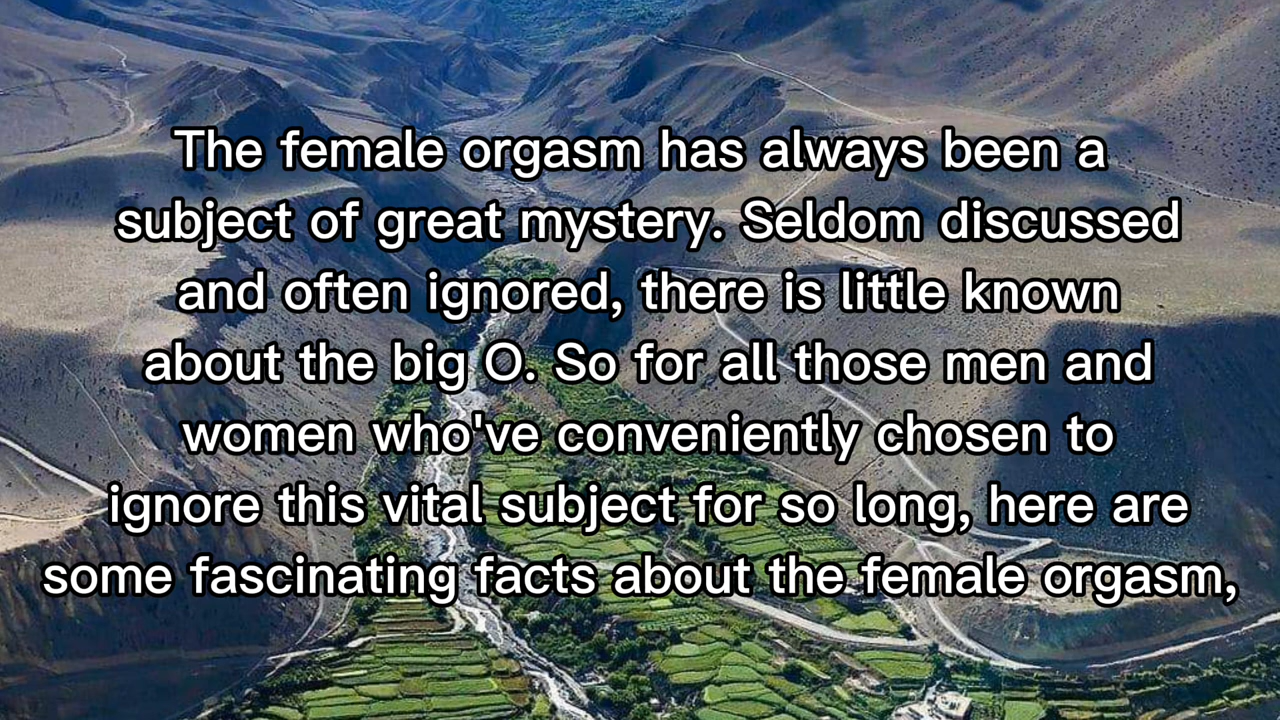 The female orgasm has always been a
subject of great mystery. Seldom discussed
and often ignored, there is little known
about the big O. So for all those men and
women who've conveniently chosen to
ignore this vital subject for so long, here are
some fascinating facts about the female orgasm,